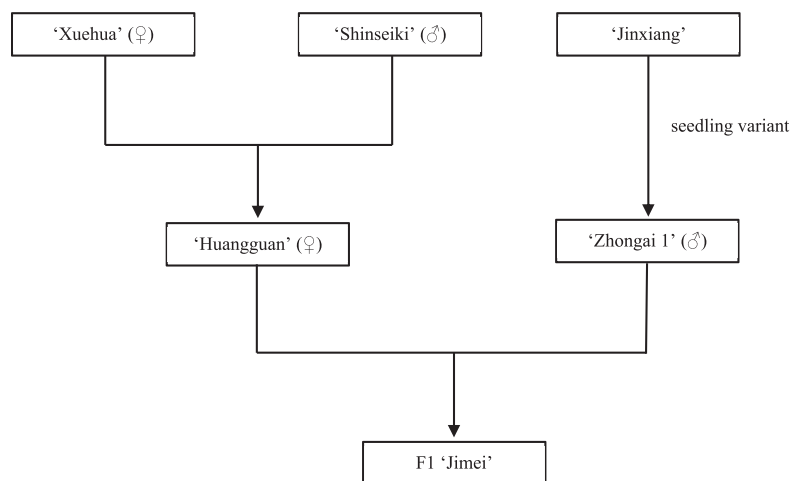 ‘Xuehua’ (♀)
‘Shinseiki’ (♂)
‘Jinxiang’
seedling variant
‘Huangguan’ (♀)
‘Zhongai 1’ (♂)
F1 ‘Jimei’